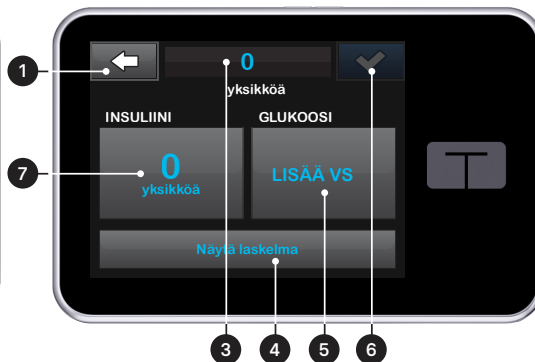 1
0
yksikköä
INSULIINI
GLUKOOSI
7
0
yksikköä
LISÄÄ VS
Näytä laskelma
3
4
5
6